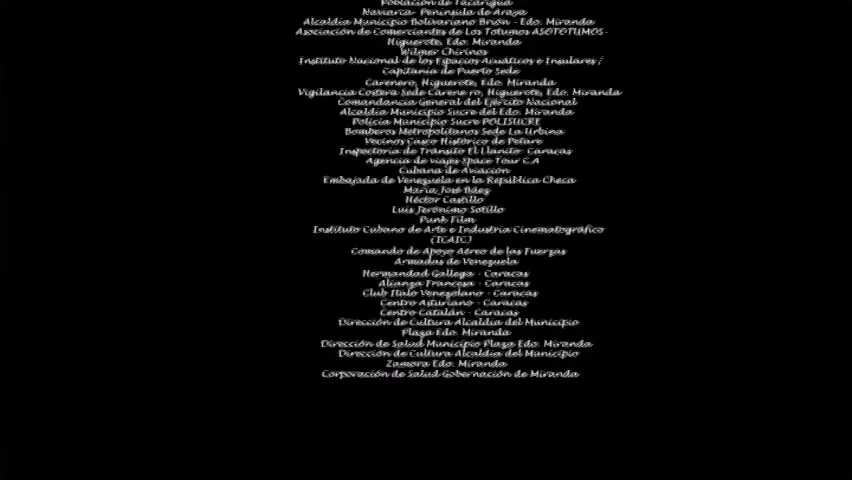 Población de Tacarigua
Naviarca- Península de Araya
Alcaldía Municipio Bolivariano Brión - Edo. Miranda
Asociación de Comerciantes de Los Totumos ASOTOTUMOS-
Higuerote, Edo. Miranda
Wilmer Chirinos
Instituto Nacional de los Espacios Acuáticos e Insulares /
Capitanía de Puerto Sede
Carenero, Higuerote, Edo. Miranda
Vigilancia Costera Sede Carene ro, Higuerote, Edo. Miranda
Comandancia General del Ejército Nacional
Alcaldía Municipio Sucre del Edo. Miranda
Policía Municipio Sucre POLISUCRE
Bomberos Metropolitanos Sede La Urbina
Vecinos Casco Histórico de Petare
Inspectoría de Tránsito El Llanito- Caracas
Agencia de viajes Space Tour C.A
Cubana de Aviación
Embajada de Venezuela en la República Checa
María José Báez
Héctor Castillo
Luis Jerónimo Sotillo
Punk Film
Instituto Cubano de Arte e Industria Cinematográfico
(ICAIC)
Comando de Apoyo Aéreo de las Fuerzas
Armadas de Venezuela
Hermandad Gallega - Caracas
Alianza Francesa - Caracas
Club Italo Venezolano - Caracas
Centro Asturiano - Caracas
Centro Catalán - Caracas
Dirección de Cultura Alcaldía del Municipio
Plaza Edo. Miranda
Dirección de Salud Municipio Plaza Edo. Miranda
Dirección de Cultura Alcaldía del Municipio
Zamora Edo. Miranda
Corporación de Salud Gobernación de Miranda